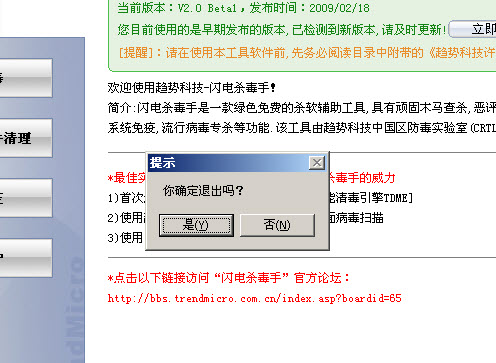 当前版本：V2.0 Beta1，发布时间：2009/02/18
您目前使用的是早期发布的版本，已检测到新版本，请及时更新！ 立即
[提醒]：请在使用本工具软件前，先务必阅读目录中附带的《趋势科技许
欢迎使用趋势科技-闪电杀毒手！
简介：闪电杀毒手是一款绿色免费的杀软辅助工具，具有顽固木马查杀，恶评
系统免疫，流行病毒专杀等功能.该工具由趋势科技中国区防毒实验室(CRTL
清理
*最佳实
杀毒手的威力
1)首次
清毒引擎TDME]
2)使用
面病毒扫描
3)使用
提示
你确定退出吗？
是(Y) 否(N)
*点击以下链接访问“闪电杀毒手”官方论坛：
http://bbs.trendmicro.com.cn/index.asp?boardid=65
ndMicro